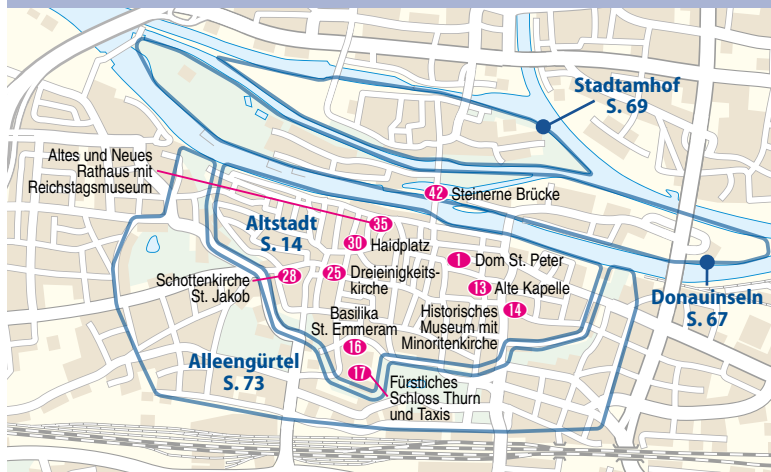 Stadtamhof
S. 69
Altes und Neues
Rathaus mit
Reichstagsmuseum
42 Steinerne Brücke
35
Altstadt
S. 14
30 Haidplatz
1 Dom St. Peter
28
Schottenkirche
St. Jakob
25 Dreieinigkeits-
kirche
13 Alte Kapelle
Historisches
Museum mit
Minoritenkirche
14
Donauinseln
S. 67
Basilika
St. Emmeram
16
Alleengürtel
S. 73
17
Fürstliches
Schloss Thurn
und Taxis